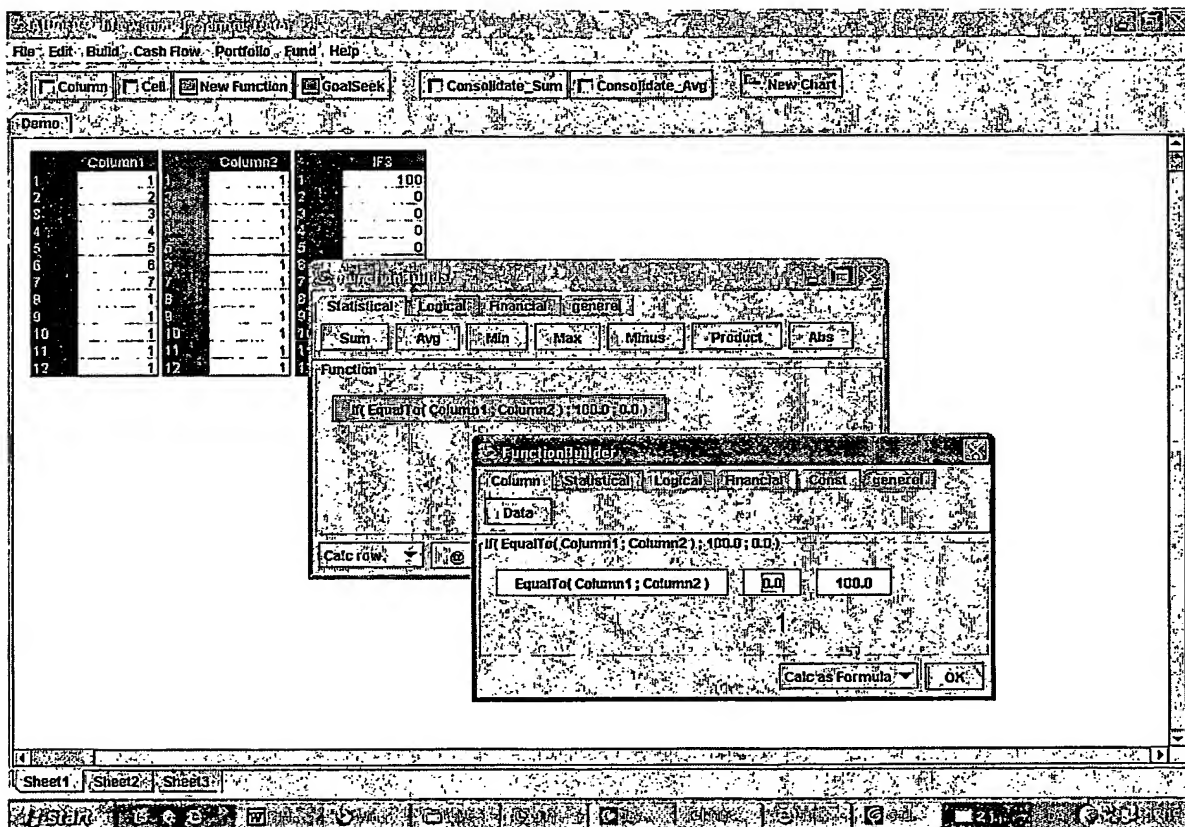 File Edit Build Cash Flow Portfolio Fund Help
Column Cell New Function GoalSeek Consolidate_Sum Consolidate_Avg New Chart
Demo
Column1 Column2 IF3
1 1 1 1 1 100
2 2 1 2 0
3 3 3 1 3 0
4 4 1 0
5 5 5 1 5 0
6 6 1 6
7 7 7 1 7
8 1 8 1 8
9 1 9 1 9
10 1 10 1
11 1 11 1
12 1 12 1
Statistical Logical Financial generel
Sum Avg Min Max Minus Product Abs
Function
If( EqualTo( Column1 ; Column2 ) ; 100.0 ; 0.0 )
Calc row @
FunctionBuilder
Column Statistical Logical Financial Const generel
Data
If( EqualTo( Column1 ; Column2 ) ; 100.0 ; 0.0 )
EqualTo( Column1 ; Column2 ) 0.0 100.0
1
Calc as Formula OK
Sheet1 Sheet2 Sheet3
start